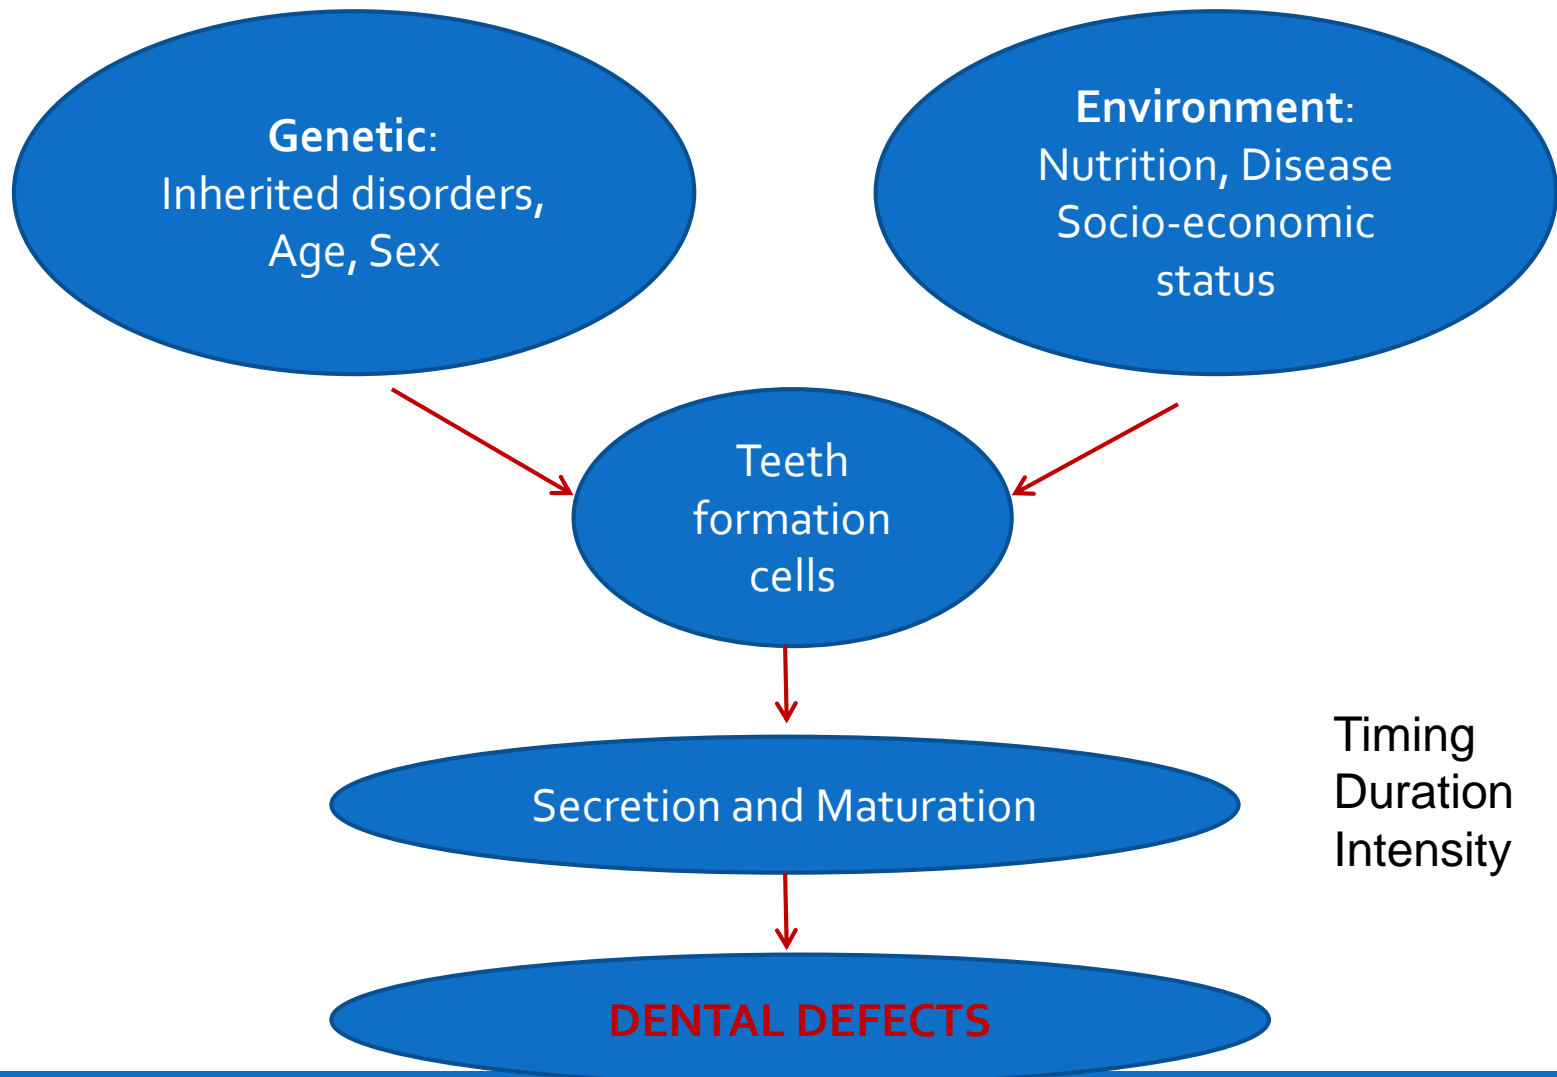 Genetic:
Inherited disorders,
Age, Sex
Environment:
Nutrition, Disease
Socio-economic
status
Teeth
formation
cells
Secretion and Maturation
Timing
Duration
Intensity
DENTAL DEFECTS